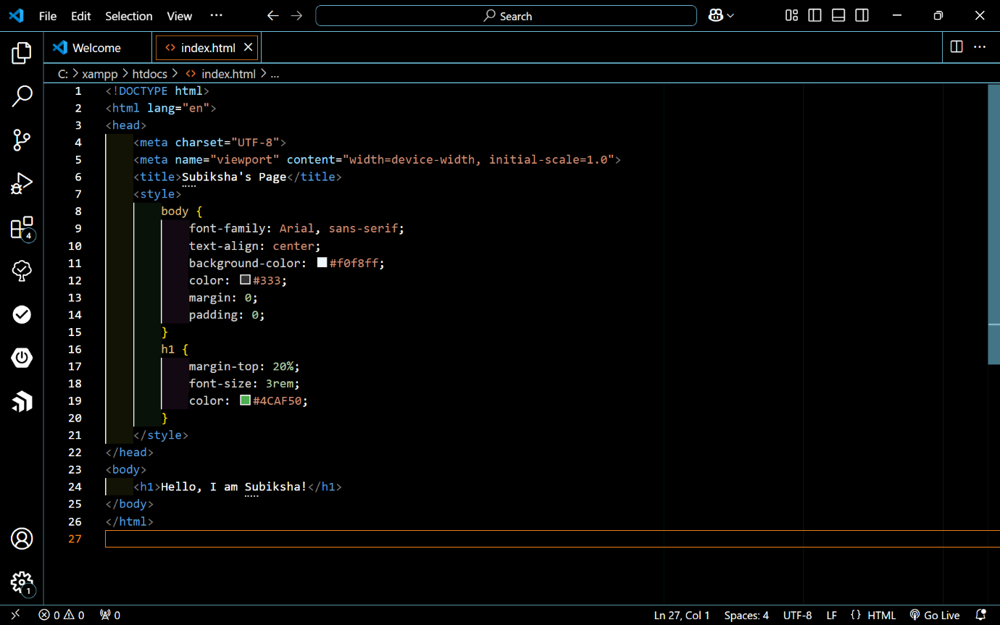 File Edit Selection View ··· Search
Welcome index.html
C: > xampp > htdocs > index.html > ...
1 <!DOCTYPE html>
2 <html lang="en">
3 <head>
4 <meta charset="UTF-8">
5 <meta name="viewport" content="width=device-width, initial-scale=1.0">
6 <title>Subiksha's Page</title>
7 <style>
8 body {
9 font-family: Arial, sans-serif;
10 text-align: center;
11 background-color: #f0f8ff;
12 color: #333;
13 margin: 0;
14 padding: 0;
15 }
16 h1 {
17 margin-top: 20%;
18 font-size: 3rem;
19 color: #4CAF50;
20 }
21 </style>
22 </head>
23 <body>
24 <h1>Hello, I am Subiksha!</h1>
25 </body>
26 </html>
27
4
1
0 0 0 Ln 27, Col 1 Spaces: 4 UTF-8 LF {} HTML Go Live